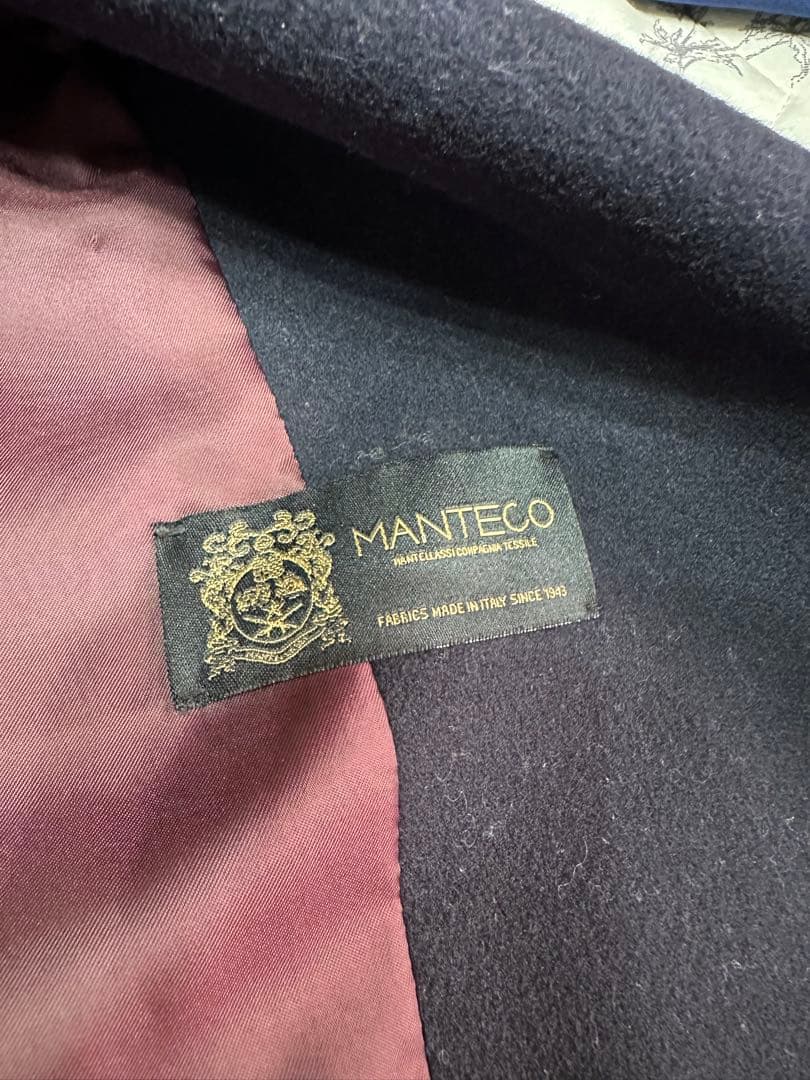 MANTECO
MANTELLASSI COMPAGNIA TESSILE
FABRICS MADE IN ITALY SINCE 1943